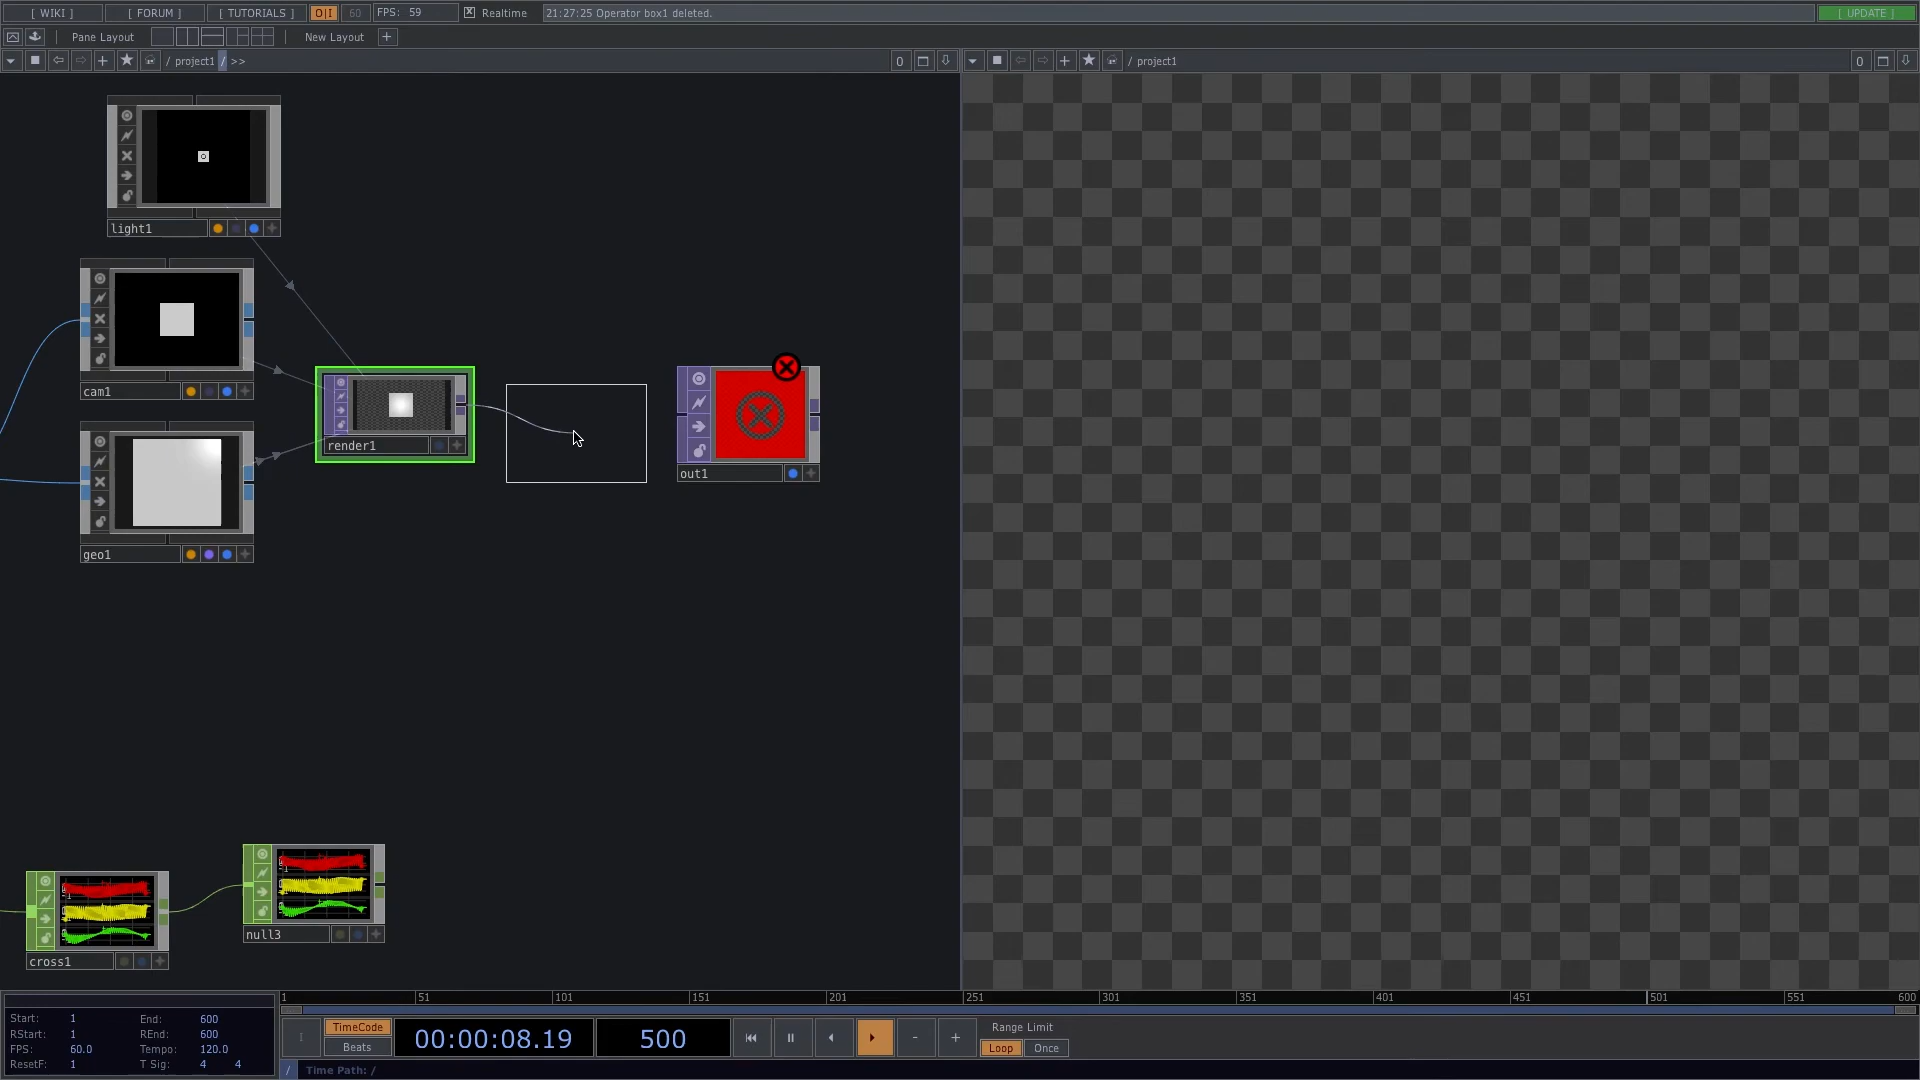 [ WIKI ] [ FORUM ] [ TUTORIALS ] O|I 60 FPS: 59 Realtime 21:27:25 Operator box1 deleted. [ UPDATE ]
Pane Layout New Layout +
/ project1 / >> 0 / project1 0
light1
cam1
geo1
render1
out1
null3
cross1
1 51 101 151 201 251 301 351 401 451 501 551 600
Start: 1 End: 600
RStart: 1 REnd: 600
FPS: 60.0 Tempo: 120.0
ResetF: 1 T Sig: 4 4
TimeCode
Beats
00:00:08.19 500
- +
Range Limit
Loop Once
/ Time Path: /